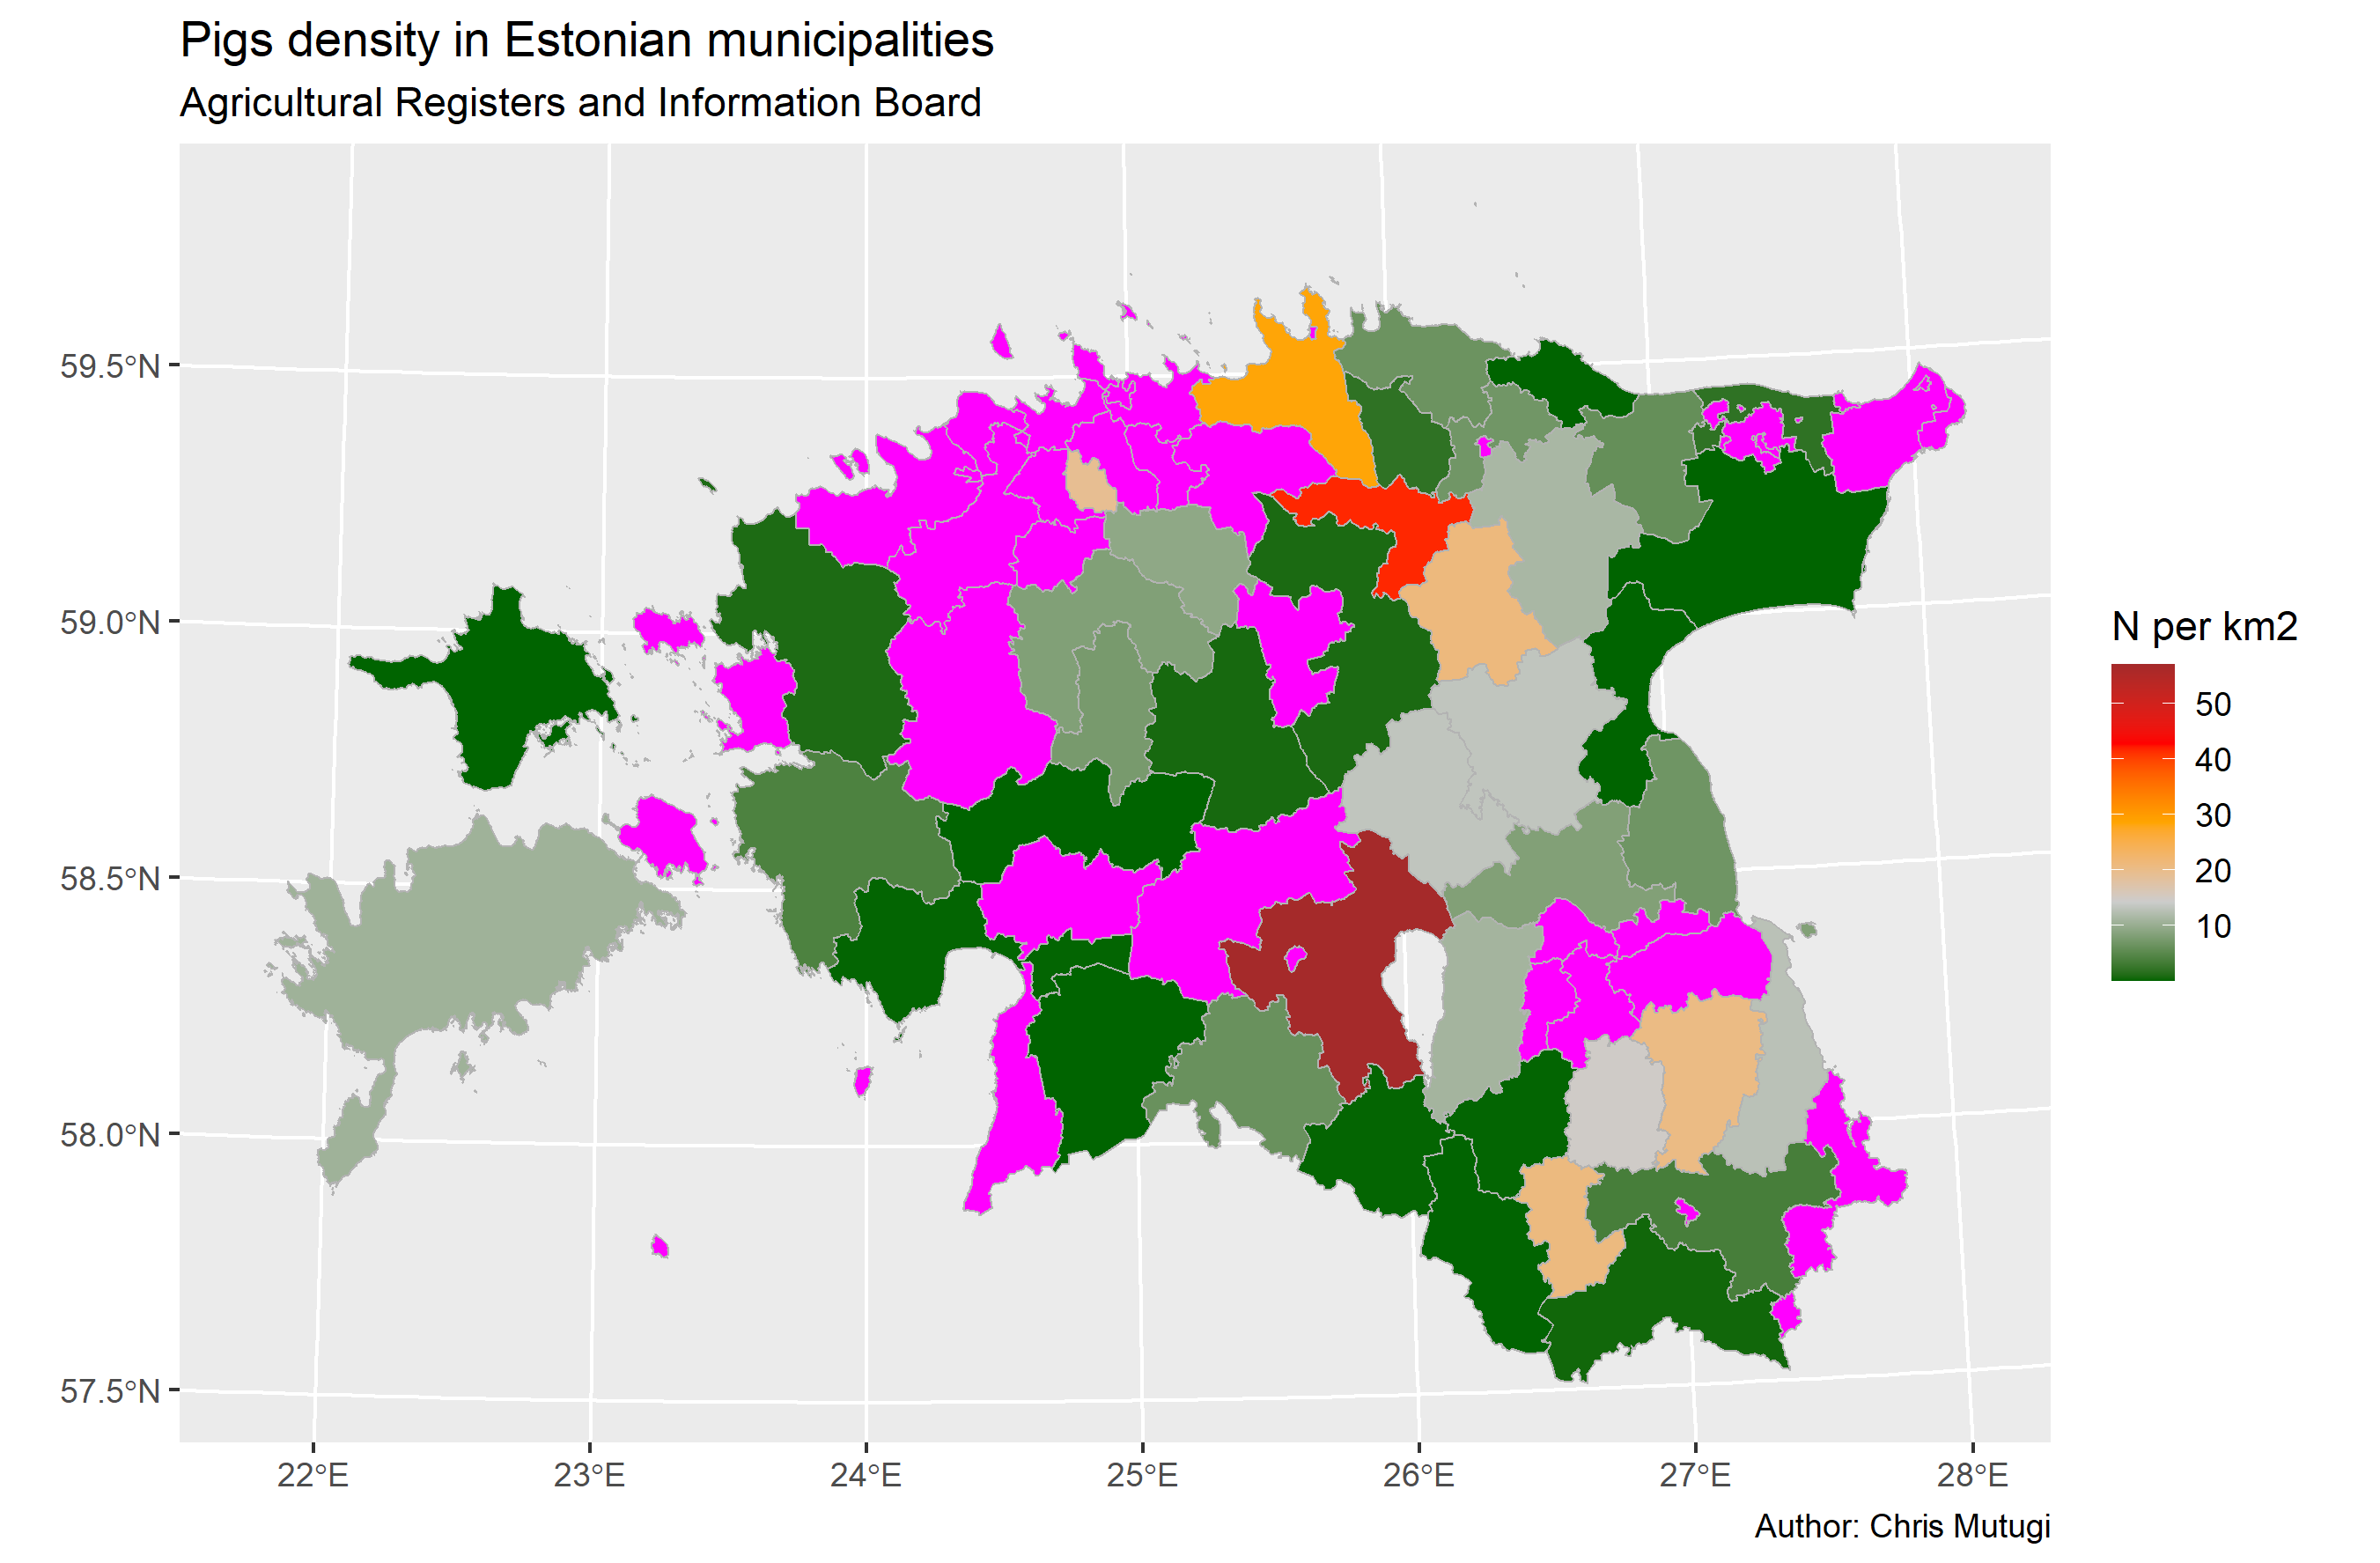 Pigs density in Estonian municipalities
Agricultural Registers and Information Board
59.5°N
59.0°N
58.5°N
58.0°N
57.5°N
22°E
23°E
24°E
25°E
26°E
27°E
28°E
N per km2
50
40
30
20
10
Author: Chris Mutugi